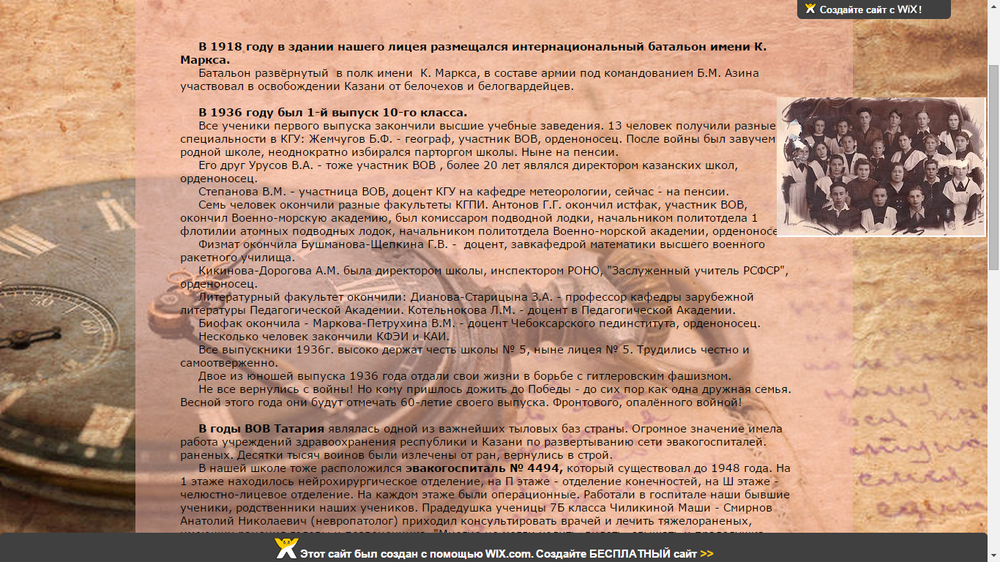 Создайте сайт с WiX!
В 1918 году в здании нашего лицея размещался интернациональный батальон имени К.
Маркса.
Батальон развёрнутый в полк имени К. Маркса, в составе армии под командованием Б.М. Азина
участвовал в освобождении Казани от белочехов и белогвардейцев.
В 1936 году был 1-й выпуск 10-го класса.
Все ученики первого выпуска закончили высшие учебные заведения. 13 человек получили разные
специальности в КГУ: Жемчугов Б.Ф. - географ, участник ВОВ, орденоносец. После войны был завучем
родной школе, неоднократно избирался парторгом школы. Ныне на пенсии.
Его друг Урусов В.А. - тоже участник ВОВ , более 20 лет являлся директором казанских школ,
орденоносец.
Степанова В.М. - участница ВОВ, доцент КГУ на кафедре метеорологии, сейчас - на пенсии.
Семь человек окончили разные факультеты КГПИ. Антонов Г.Г. окончил истфак, участник ВОВ,
окончил Военно-морскую академию, был комиссаром подводной лодки, начальником политотдела 1
флотилии атомных подводных лодок, начальником политотдела Военно-морской академии, орденоносе
Физмат окончила Бушманова-Щепкина Г.В. - доцент, завкафедрой математики высшего военного
ракетного училища.
Кикинова-Дорогова А.М. была директором школы, инспектором РОНО, "Заслуженный учитель РСФСР",
орденоносец.
Литературный факультет окончили: Дианова-Старицына З.А. - профессор кафедры зарубежной
литературы Педагогической Академии. Котельнокова Л.М. - доцент в Педагогической Академии.
Биофак окончила - Маркова-Петрухина В.М. - доцент Чебоксарского пединститута, орденоносец.
Несколько человек закончили КФЭИ и КАИ.
Все выпускники 1936г. высоко держат честь школы № 5, ныне лицея № 5. Трудились честно и
самоотверженно.
Двое из юношей выпуска 1936 года отдали свои жизни в борьбе с гитлеровским фашизмом.
Не все вернулись с войны! Но кому пришлось дожить до Победы - до сих пор как одна дружная семья.
Весной этого года они будут отмечать 60-летие своего выпуска. Фронтового, опалённого войной!
В годы ВОВ Татария являлась одной из важнейших тыловых баз страны. Огромное значение имела
работа учреждений здравоохранения республики и Казани по развертыванию сети эвакогоспиталей.
раненых. Десятки тысяч воинов были излечены от ран, вернулись в строй.
В нашей школе тоже расположился эвакогоспиталь № 4494, который существовал до 1948 года. На
1 этаже находилось нейрохирургическое отделение, на П этаже - отделение конечностей, на Ш этаже -
челюстно-лицевое отделение. На каждом этаже были операционные. Работали в госпитале наши бывшие
ученики, родственники наших учеников. Прадедушка ученицы 7Б класса Чиликиной Маши - Смирнов
Анатолий Николаевич (невропатолог) приходил консультировать врачей и лечить тяжелораненых,
Этот сайт был создан с помощью WIX.com. Создайте БЕСПЛАТНЫЙ сайт >>